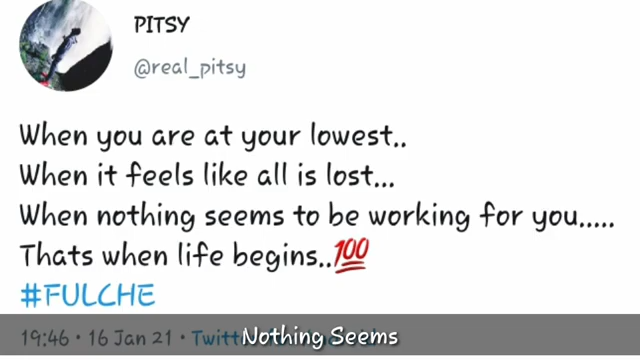 PITSY
@real_pitsy
When you are at your lowest..
When it feels like all is lost...
When nothing seems to be working for you.....
Thats when life begins..💯
#FULCHE
19:46 · 16 Jan 21 ·
Nothing Seems